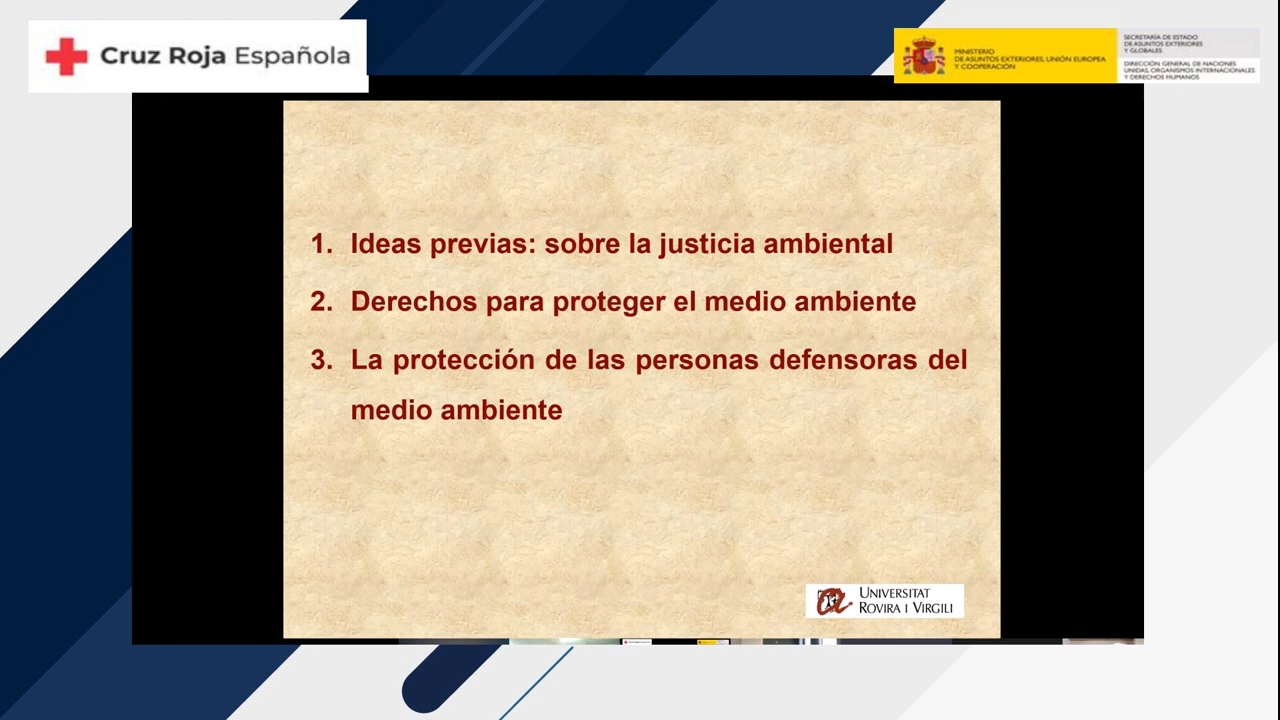 Cruz Roja Española
MINISTERIO
DE ASUNTOS EXTERIORES, UNIÓN EUROPEA
Y COOPERACIÓN
SECRETARÍA DE ESTADO
DE ASUNTOS EXTERIORES
Y GLOBALES
DIRECCIÓN GENERAL DE NACIONES
UNIDAS, ORGANISMOS INTERNACIONALES
Y DERECHOS HUMANOS
1. Ideas previas: sobre la justicia ambiental
2. Derechos para proteger el medio ambiente
3. La protección de las personas defensoras del
medio ambiente
UNIVERSITAT
ROVIRA I VIRGILI